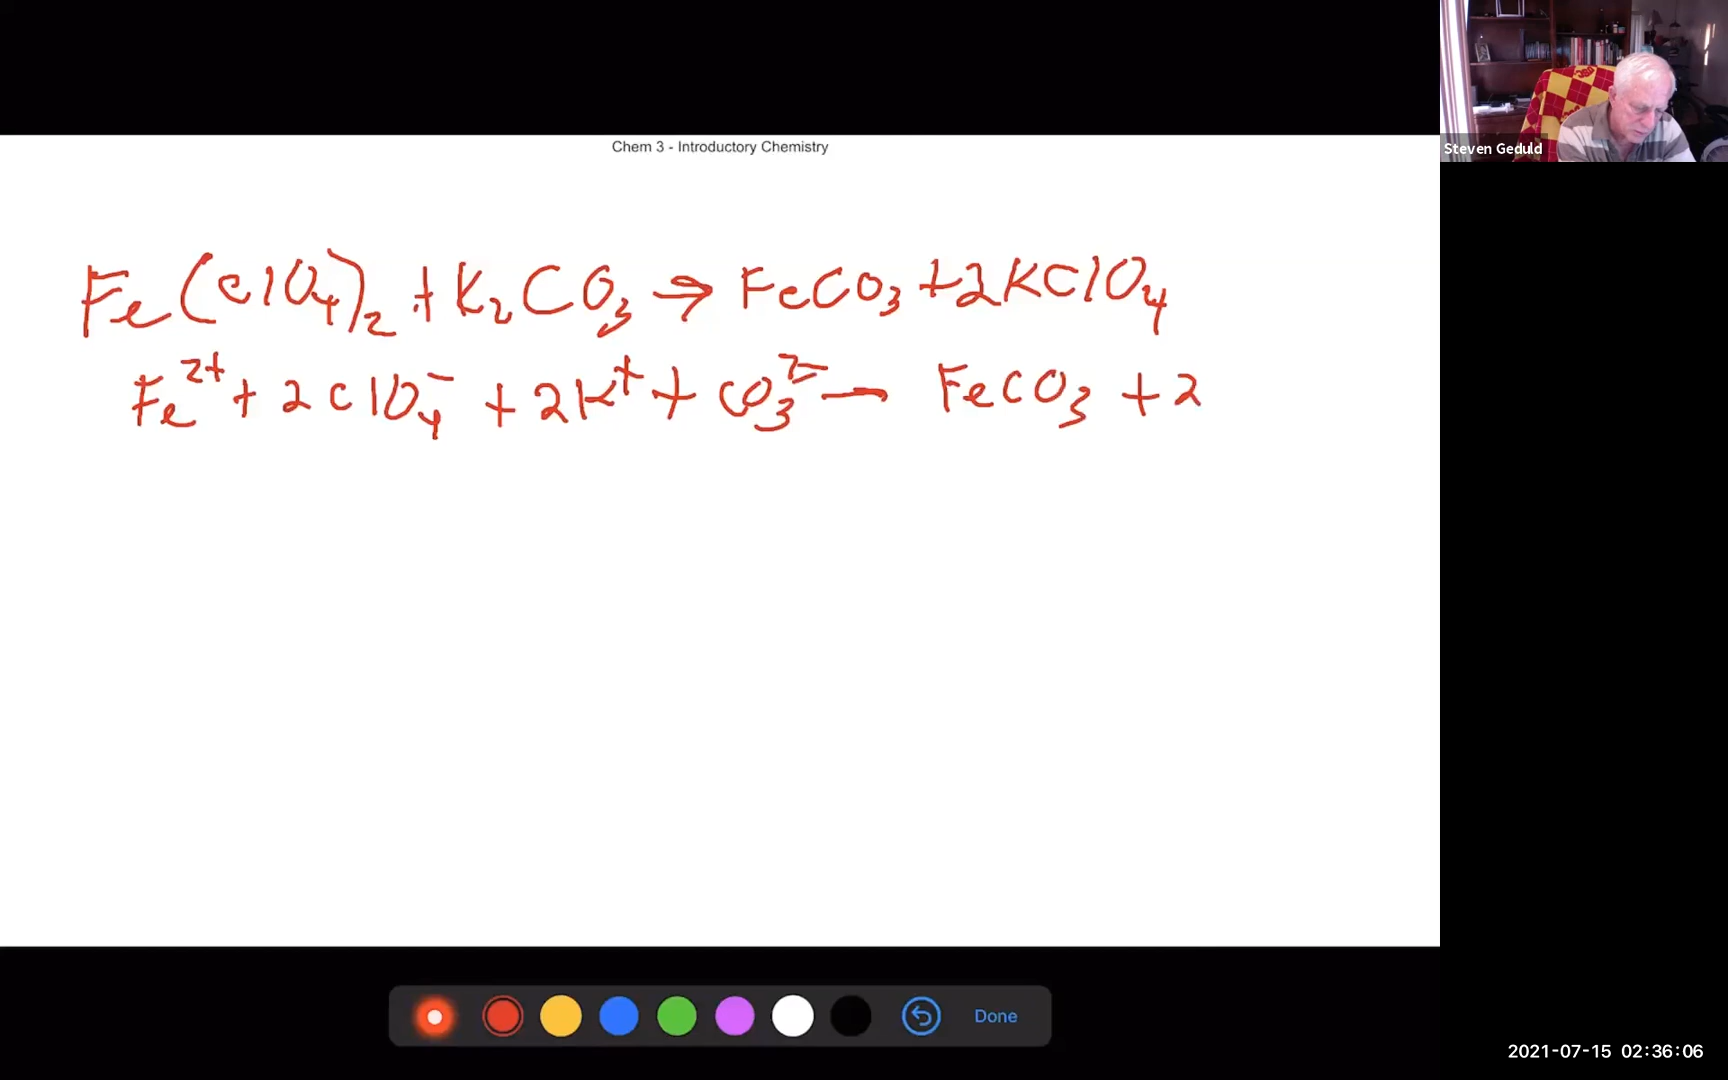 Chem 3 - Introductory Chemistry
Steven Geduld
Fe(ClO₄)₂ + K₂CO₃ → FeCO₃ + 2KClO₄
Fe²⁺ + 2ClO₄⁻ + 2K⁺ + CO₃²⁻ — FeCO₃ + 2
Done
2021-07-15 02:36:06